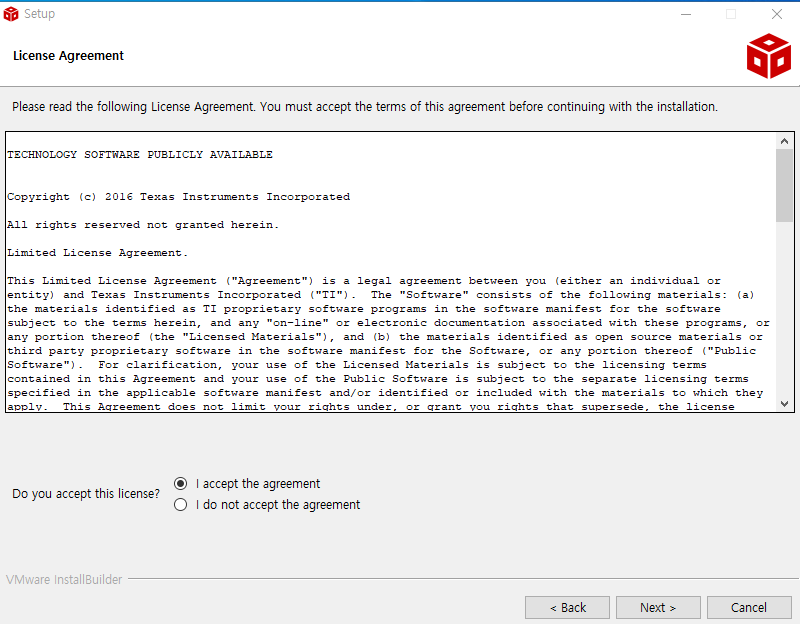 Setup
License Agreement
Please read the following License Agreement. You must accept the terms of this agreement before continuing with the installation.
TECHNOLOGY SOFTWARE PUBLICLY AVAILABLE
Copyright (c) 2016 Texas Instruments Incorporated
All rights reserved not granted herein.
Limited License Agreement.
This Limited License Agreement ("Agreement") is a legal agreement between you (either an individual or
entity) and Texas Instruments Incorporated ("TI").  The "Software" consists of the following materials: (a)
the materials identified as TI proprietary software programs in the software manifest for the software
subject to the terms herein, and any "on-line" or electronic documentation associated with these programs, or
any portion thereof (the "Licensed Materials"), and (b) the materials identified as open source materials or
third party proprietary software in the software manifest for the Software, or any portion thereof ("Public
Software").  For clarification, your use of the Licensed Materials is subject to the licensing terms
contained in this Agreement and your use of the Public Software is subject to the separate licensing terms
specified in the applicable software manifest and/or identified or included with the materials to which they
apply.  This Agreement does not limit your rights under, or grant you rights that supersede, the license
Do you accept this license?
I accept the agreement
I do not accept the agreement
VMware InstallBuilder
< Back
Next >
Cancel